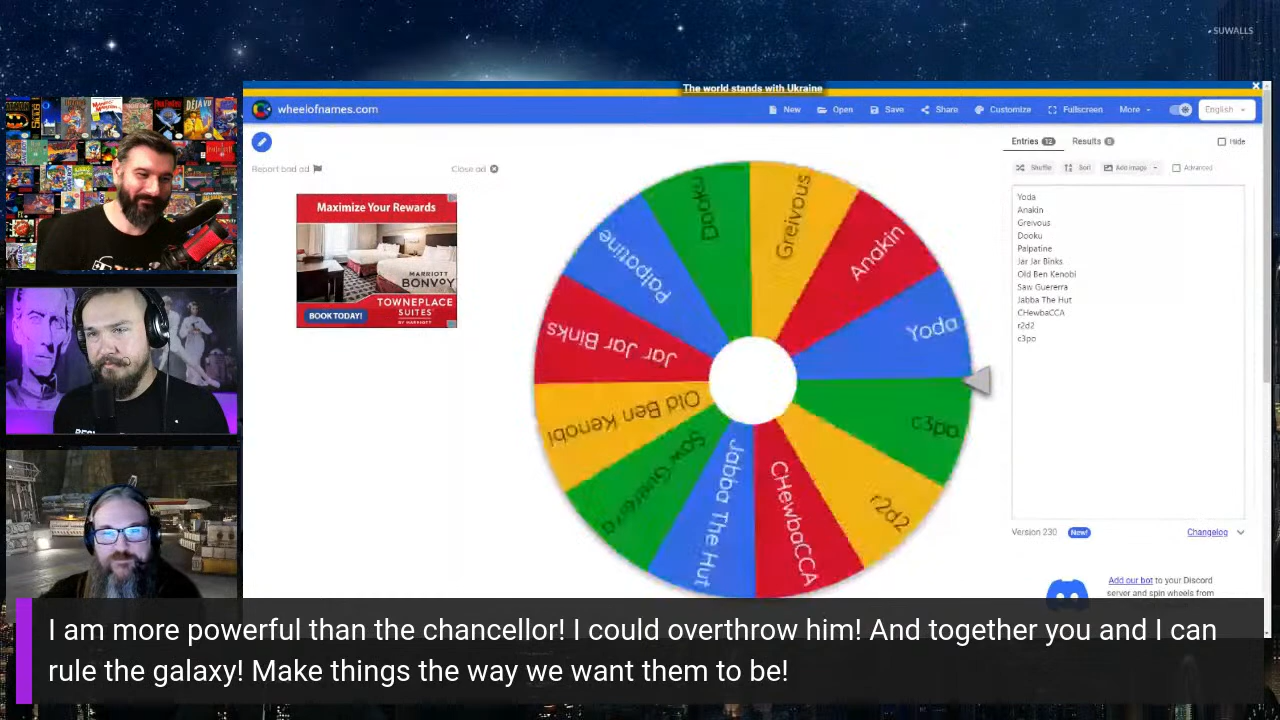 SUWALLS
The world stands with Ukraine
wheelofnames.com
New Open Save Share Customize Fullscreen More English
Entries 12 Results Hide
Report bad ad Close ad
Shuffle Sort Add image Advanced
Maximize Your Rewards
MARRIOTT
BONVOY
TOWNEPLACE
SUITES
BY MARRIOTT
BOOK TODAY!
Dooku
Greivous
Anakin
Yoda
c3po
r2d2
CHewbaCCA
Jabba The Hut
Saw Guererra
Old Ben Kenobi
Jar Jar Binks
Palpatine
Yoda
Anakin
Greivous
Dooku
Palpatine
Jar Jar Binks
Old Ben Kenobi
Saw Guererra
Jabba The Hut
CHewbaCCA
r2d2
c3po
Version 230 New! Changelog
Add our bot to your Discord
server and spin wheels from
DÉJÀ VU
I am more powerful than the chancellor! I could overthrow him! And together you and I can
rule the galaxy! Make things the way we want them to be!